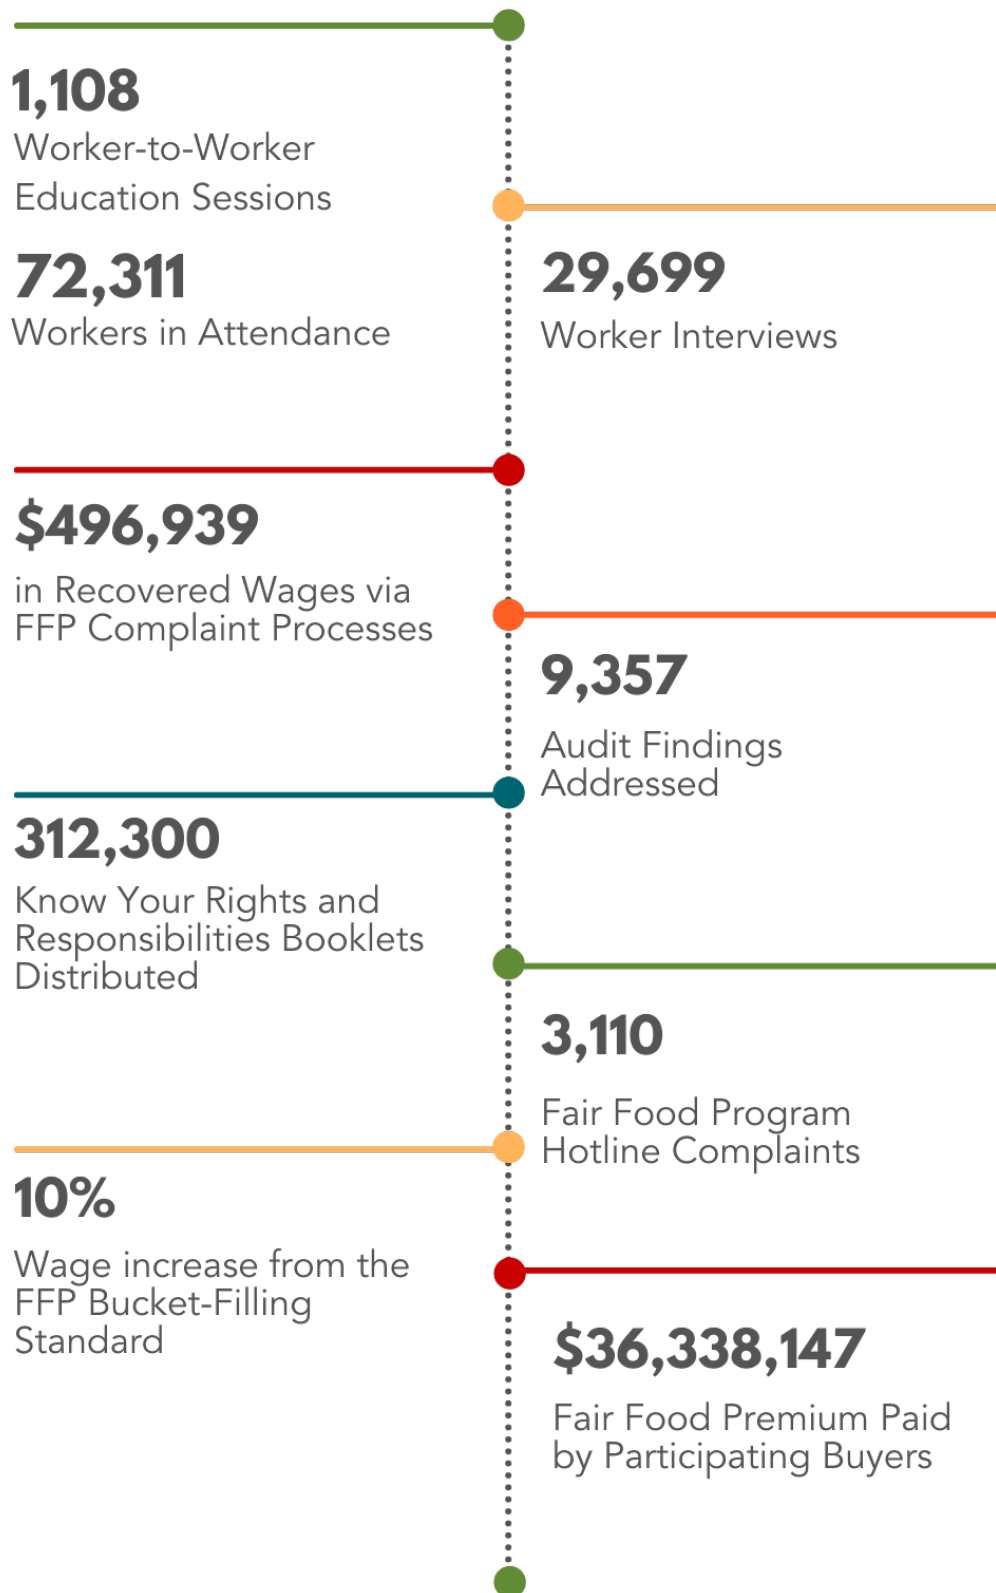 1,108
Worker-to-Worker
Education Sessions
72,311
Workers in Attendance
29,699
Worker Interviews
$496,939
in Recovered Wages via
FFP Complaint Processes
9,357
Audit Findings
Addressed
312,300
Know Your Rights and
Responsibilities Booklets
Distributed
3,110
Fair Food Program
Hotline Complaints
10%
Wage increase from the
FFP Bucket-Filling
Standard
$36,338,147
Fair Food Premium Paid
by Participating Buyers